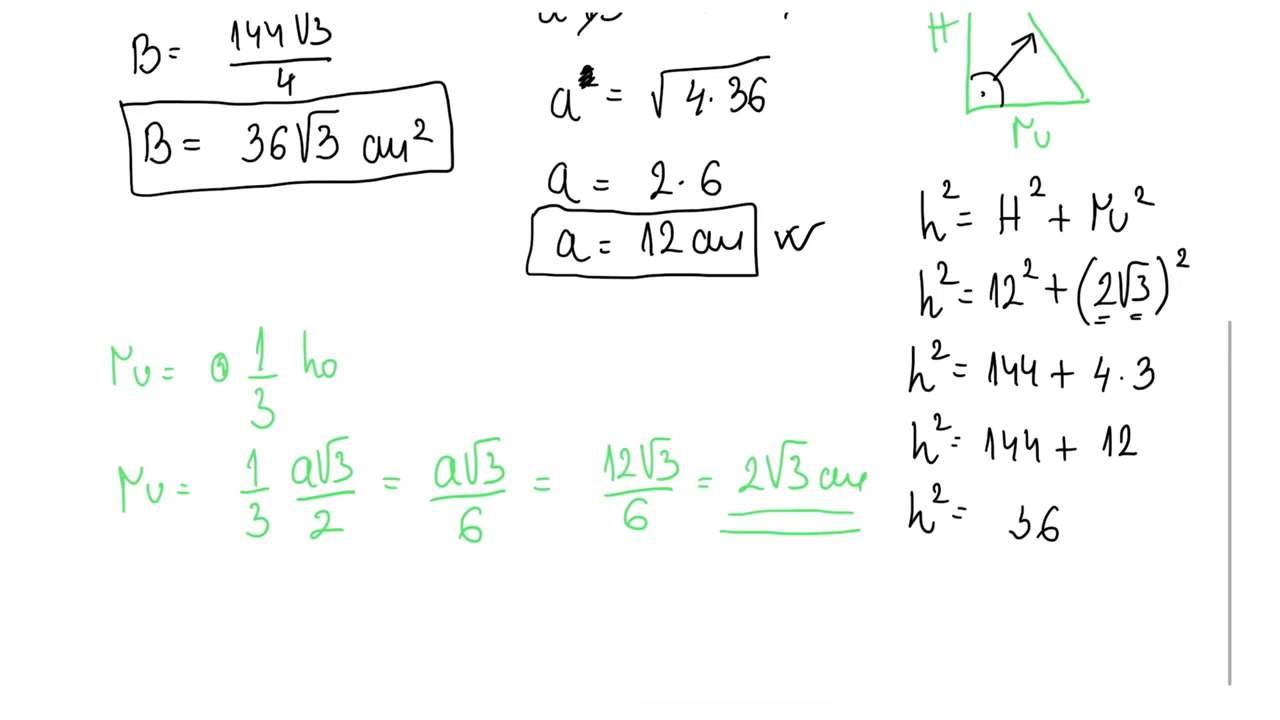 B = 144√3 / 4
B = 36√3 cm²
a = √4·36
a = 2·6
a = 12 cm
H
ru
h² = H² + ru²
h² = 12² + (2√3)²
h² = 144 + 4·3
h² = 144 + 12
h² = 36
ru = 1/3 ho
ru = 1/3 a√3/2 = a√3/6 = 12√3/6 = 2√3 cm